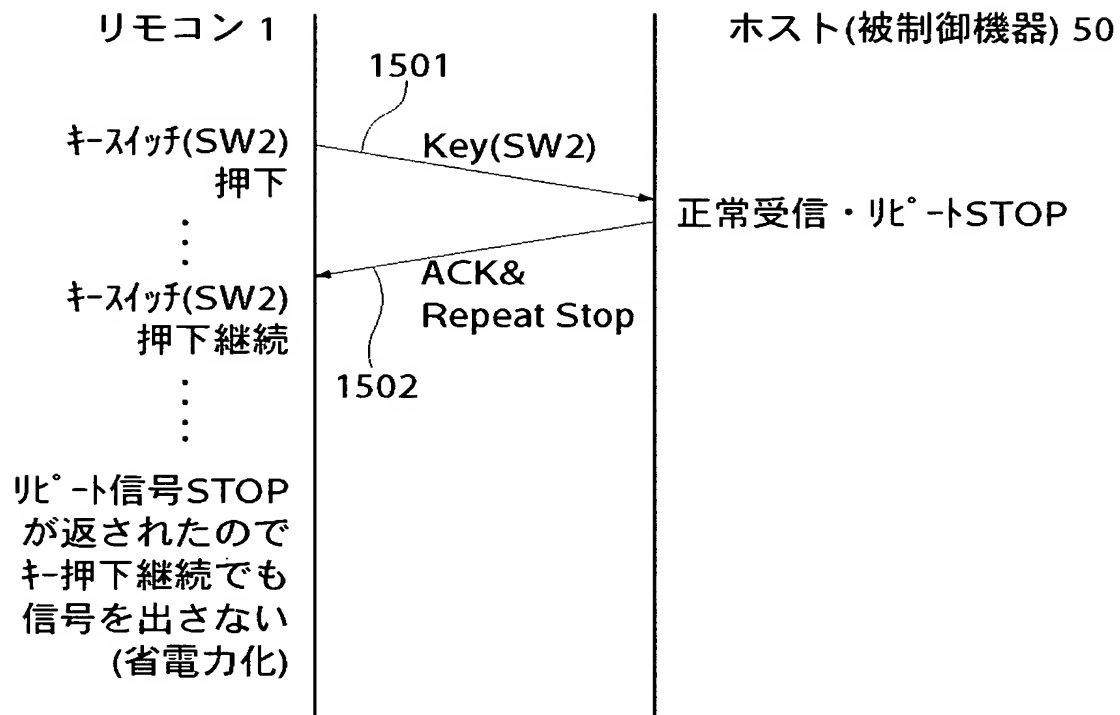 リモコン 1
ホスト(被制御機器) 50
1501
ｷｰｽｲｯﾁ(SW2)
押下
Key(SW2)
正常受信・ﾘﾋﾟｰﾄSTOP
ACK&
Repeat Stop
ｷｰｽｲｯﾁ(SW2)
押下継続
1502
ﾘﾋﾟｰﾄ信号STOP
が返されたので
ｷｰ押下継続でも
信号を出さない
(省電力化)